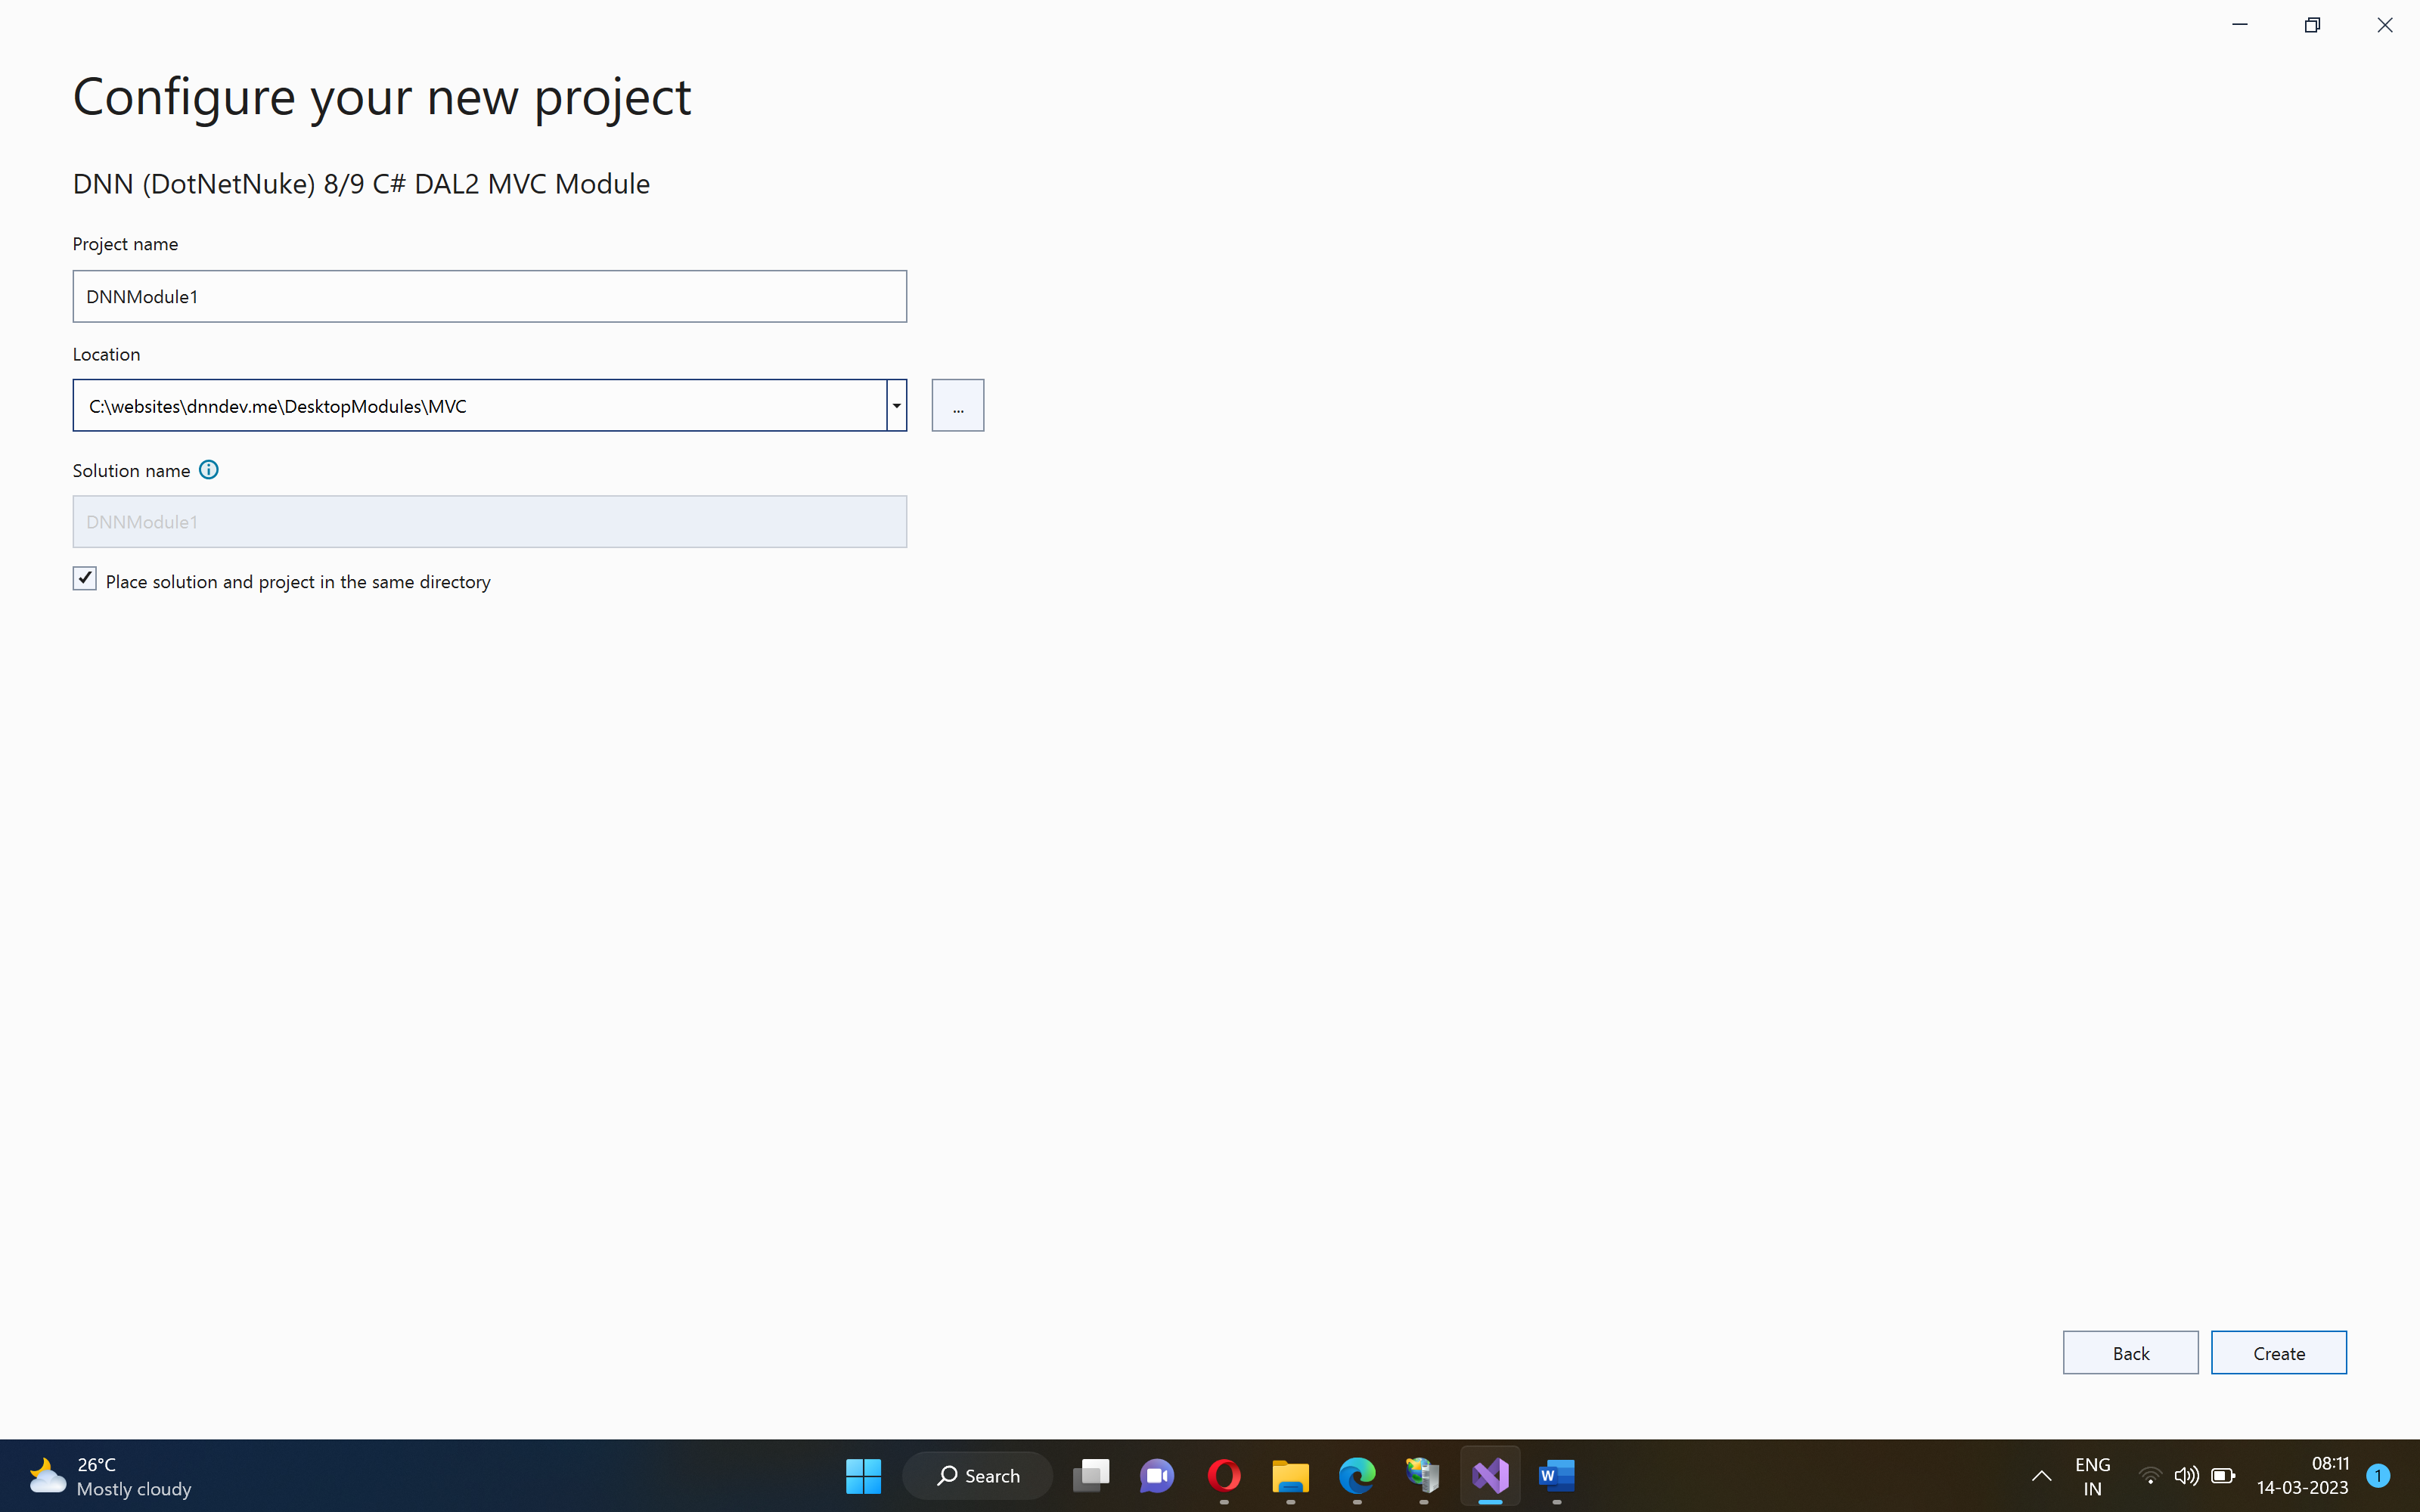 Configure your new project
DNN (DotNetNuke) 8/9 C# DAL2 MVC Module
Project name
DNNModule1
Location
C:\websites\dnndev.me\DesktopModules\MVC
...
Solution name
DNNModule1
Place solution and project in the same directory
Back
Create
26°C
Mostly cloudy
Search
W
ENG
IN
08:11
14-03-2023
1